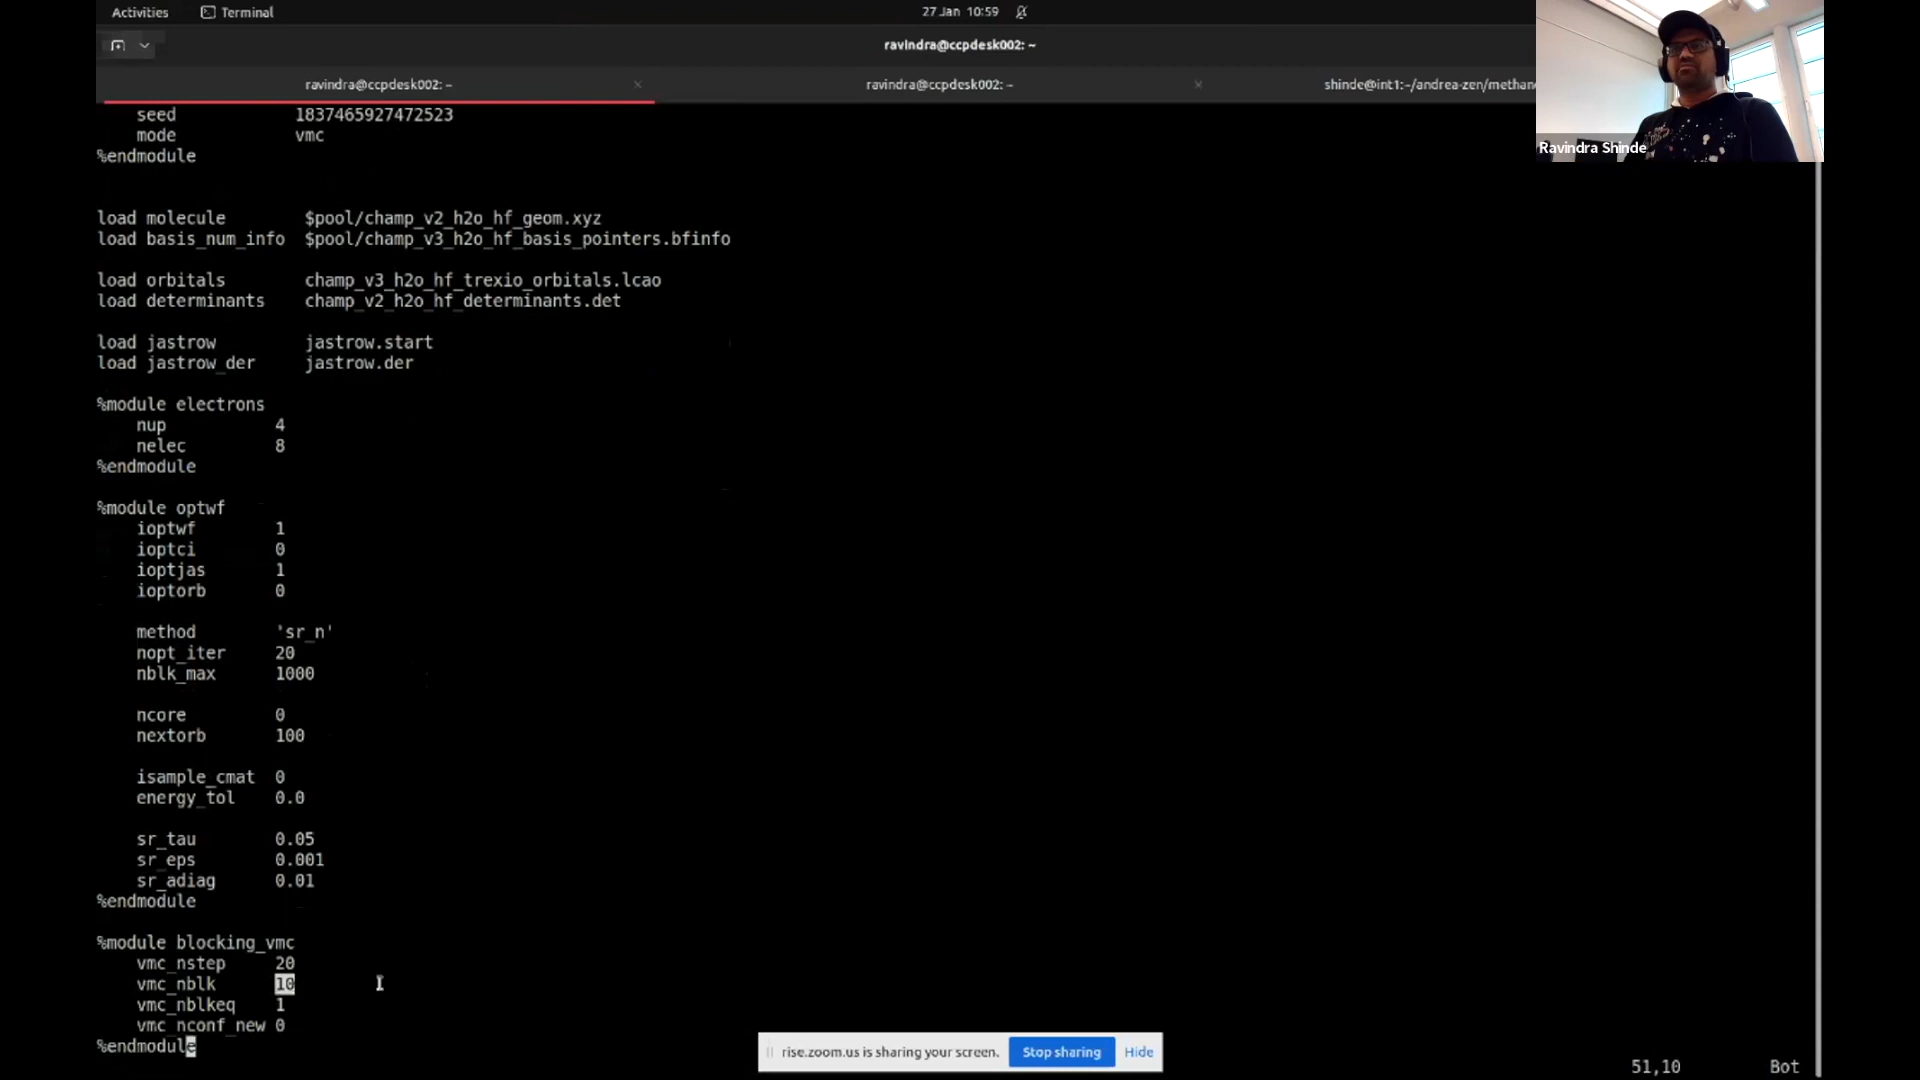 Activities Terminal 27 Jan 10:59
ravindra@ccpdesk002: ~
ravindra@ccpdesk002: ~ × ravindra@ccpdesk002: ~ × shinde@int1:~/andrea-zen/methan
Ravindra Shinde
seed 1837465927472523
mode vmc
%endmodule
load molecule $pool/champ_v2_h2o_hf_geom.xyz
load basis_num_info $pool/champ_v3_h2o_hf_basis_pointers.bfinfo
load orbitals champ_v3_h2o_hf_trexio_orbitals.lcao
load determinants champ_v2_h2o_hf_determinants.det
load jastrow jastrow.start
load jastrow_der jastrow.der
%module electrons
nup 4
nelec 8
%endmodule
%module optwf
ioptwf 1
ioptci 0
ioptjas 1
ioptorb 0
method 'sr_n'
nopt_iter 20
nblk_max 1000
ncore 0
nextorb 100
isample_cmat 0
energy_tol 0.0
sr_tau 0.05
sr_eps 0.001
sr_adiag 0.01
%endmodule
%module blocking_vmc
vmc_nstep 20
vmc_nblk 10
vmc_nblkeq 1
vmc_nconf_new 0
%endmodule
rise.zoom.us is sharing your screen. Stop sharing Hide
51,10 Bot